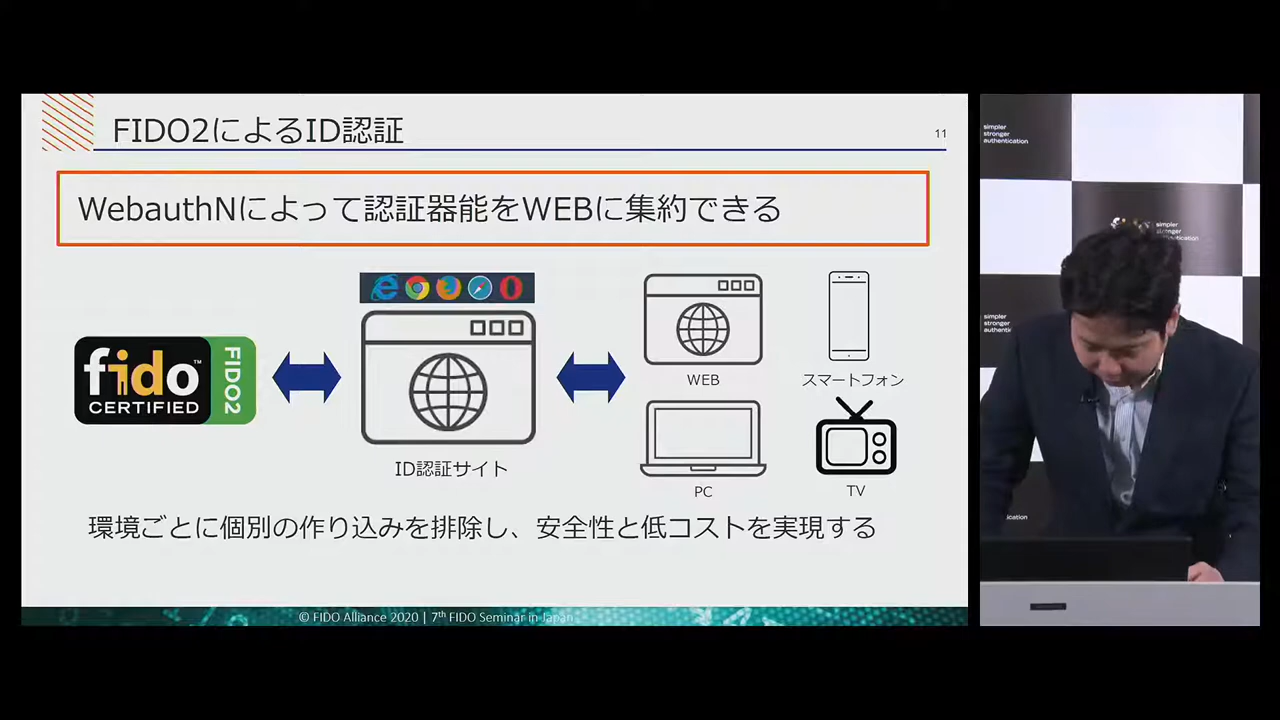 FIDO2によるID認証
11
WebauthNによって認証器能をWEBに集約できる
fido™
CERTIFIED
FIDO2
ID認証サイト
WEB
スマートフォン
PC
TV
環境ごとに個別の作り込みを排除し、安全性と低コストを実現する
© FIDO Alliance 2020 | 7th FIDO Seminar in Japan
simpler
stronger
authentication
simpler
stronger
authentication